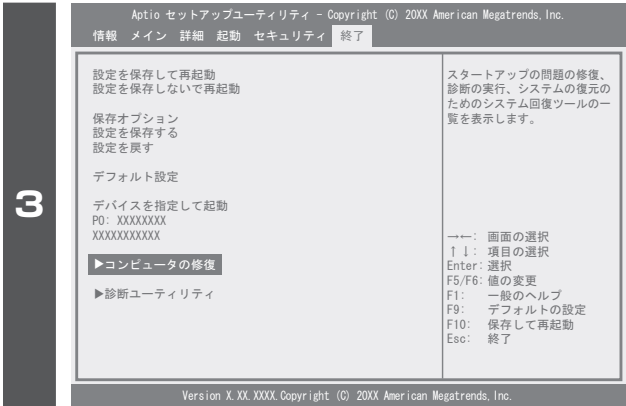 3
Aptio セットアップユーティリティ - Copyright (C) 20XX American Megatrends, Inc.
情報 メイン 詳細 起動 セキュリティ 終了
設定を保存して再起動
設定を保存しないで再起動
保存オプション
設定を保存する
設定を戻す
デフォルト設定
デバイスを指定して起動
PO: XXXXXXXX
XXXXXXXXXXX
▶コンピュータの修復
▶診断ユーティリティ
スタートアップの問題の修復、
診断の実行、システムの復元の
ためのシステム回復ツールの一
覧を表示します。
→←: 画面の選択
↑↓: 項目の選択
Enter: 選択
F5/F6: 値の変更
F1: 一般のヘルプ
F9: デフォルトの設定
F10: 保存して再起動
Esc: 終了
Version X.XX.XXXX.Copyright (C) 20XX American Megatrends, Inc.